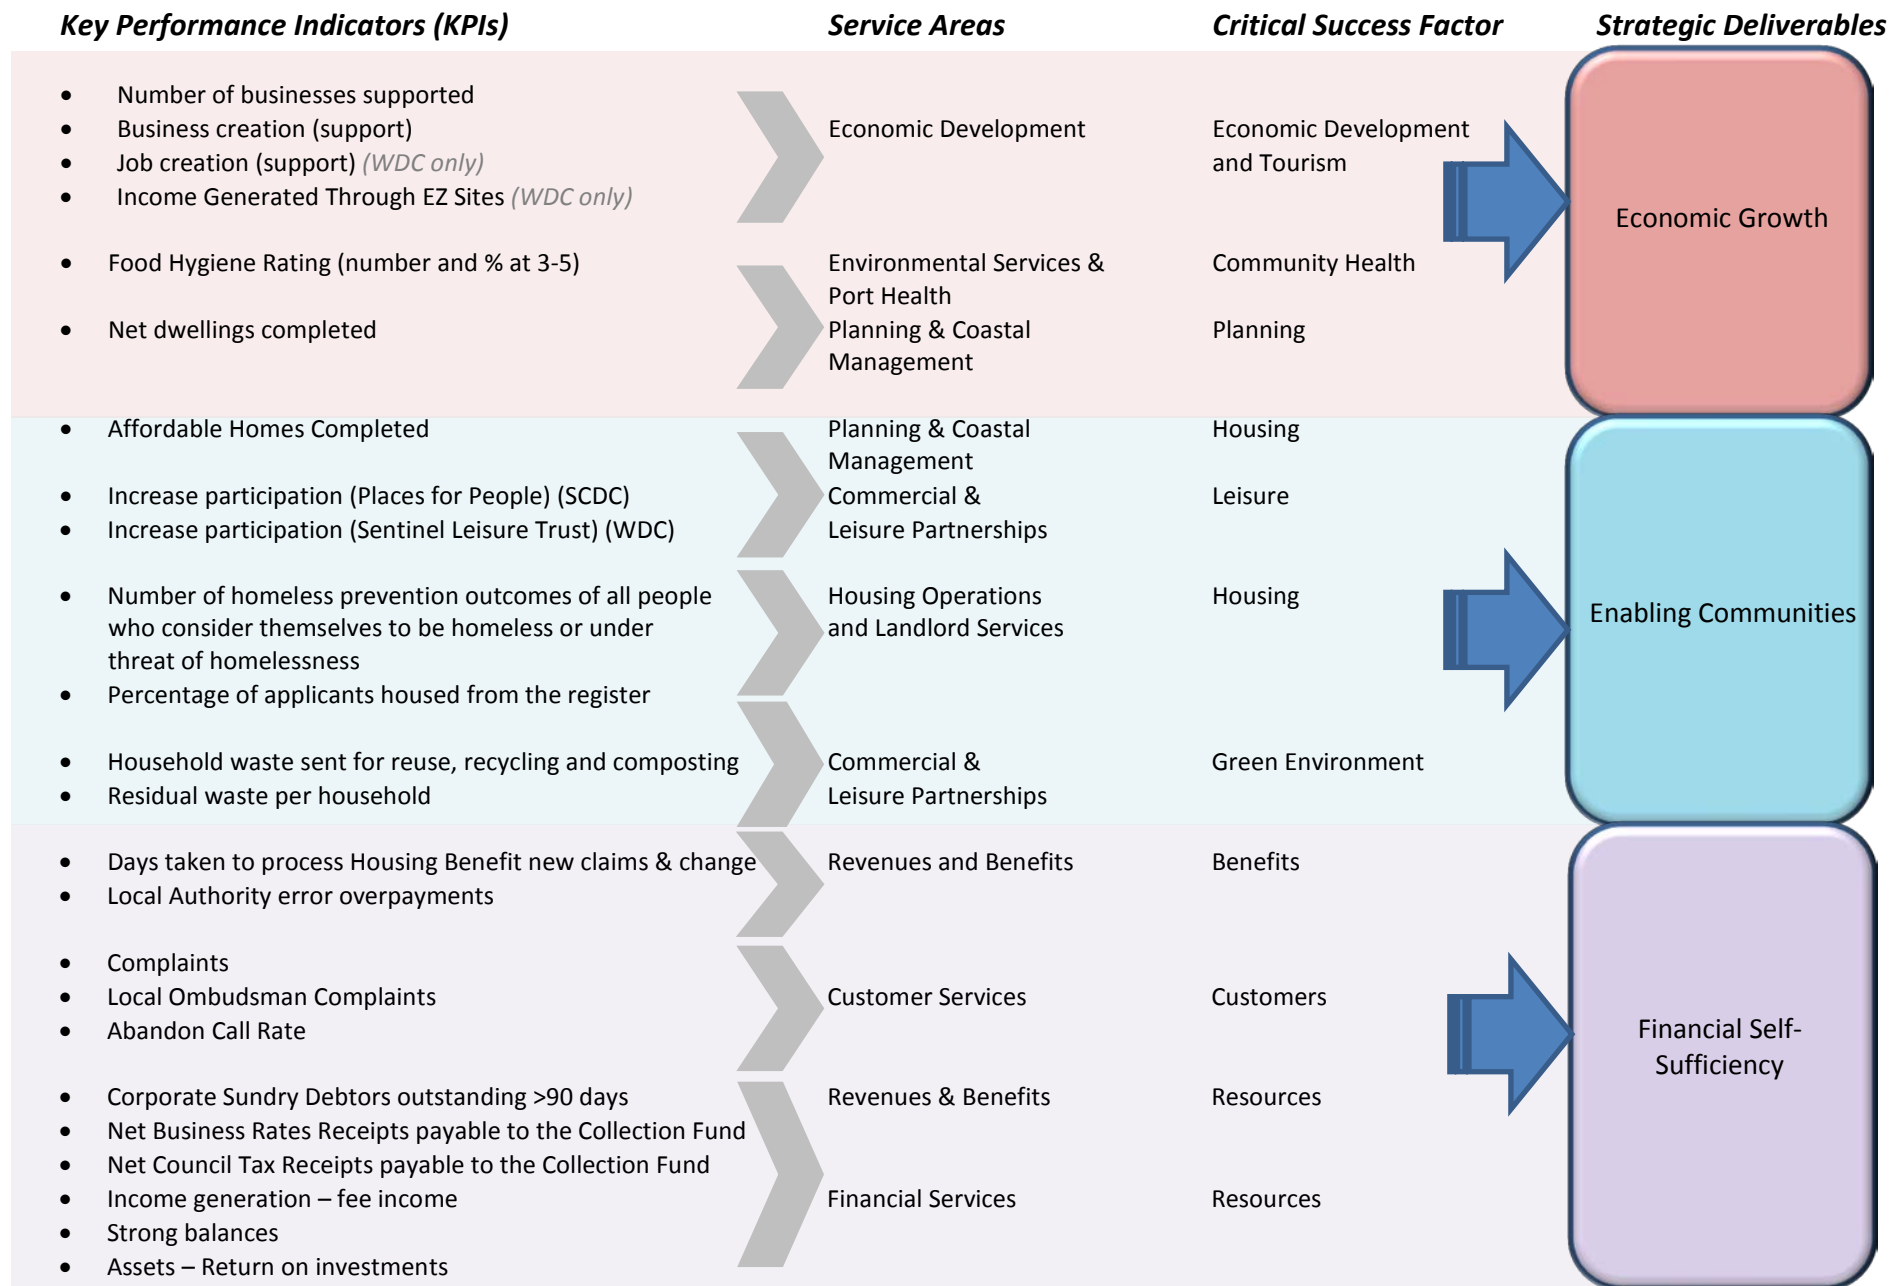 Key Performance Indicators (KPIs) Service Areas Critical Success Factor Strategic Deliverables
• Number of businesses supported
• Business creation (support) Economic Development Economic Development
• Job creation (support) (WDC only) and Tourism
• Income Generated Through EZ Sites (WDC only)
Economic Growth
• Food Hygiene Rating (number and % at 3-5) Environmental Services & Community Health
Port Health
• Net dwellings completed Planning & Coastal Planning
Management
• Affordable Homes Completed Planning & Coastal Housing
Management
• Increase participation (Places for People) (SCDC) Commercial & Leisure
• Increase participation (Sentinel Leisure Trust) (WDC) Leisure Partnerships
• Number of homeless prevention outcomes of all people Housing Operations Housing
who consider themselves to be homeless or under and Landlord Services
threat of homelessness
Enabling Communities
• Percentage of applicants housed from the register
• Household waste sent for reuse, recycling and composting Commercial & Green Environment
• Residual waste per household Leisure Partnerships
• Days taken to process Housing Benefit new claims & change Revenues and Benefits Benefits
• Local Authority error overpayments
• Complaints
• Local Ombudsman Complaints Customer Services Customers
• Abandon Call Rate
Financial Self-
Sufficiency
• Corporate Sundry Debtors outstanding >90 days Revenues & Benefits Resources
• Net Business Rates Receipts payable to the Collection Fund
• Net Council Tax Receipts payable to the Collection Fund
• Income generation – fee income Financial Services Resources
• Strong balances
• Assets – Return on investments